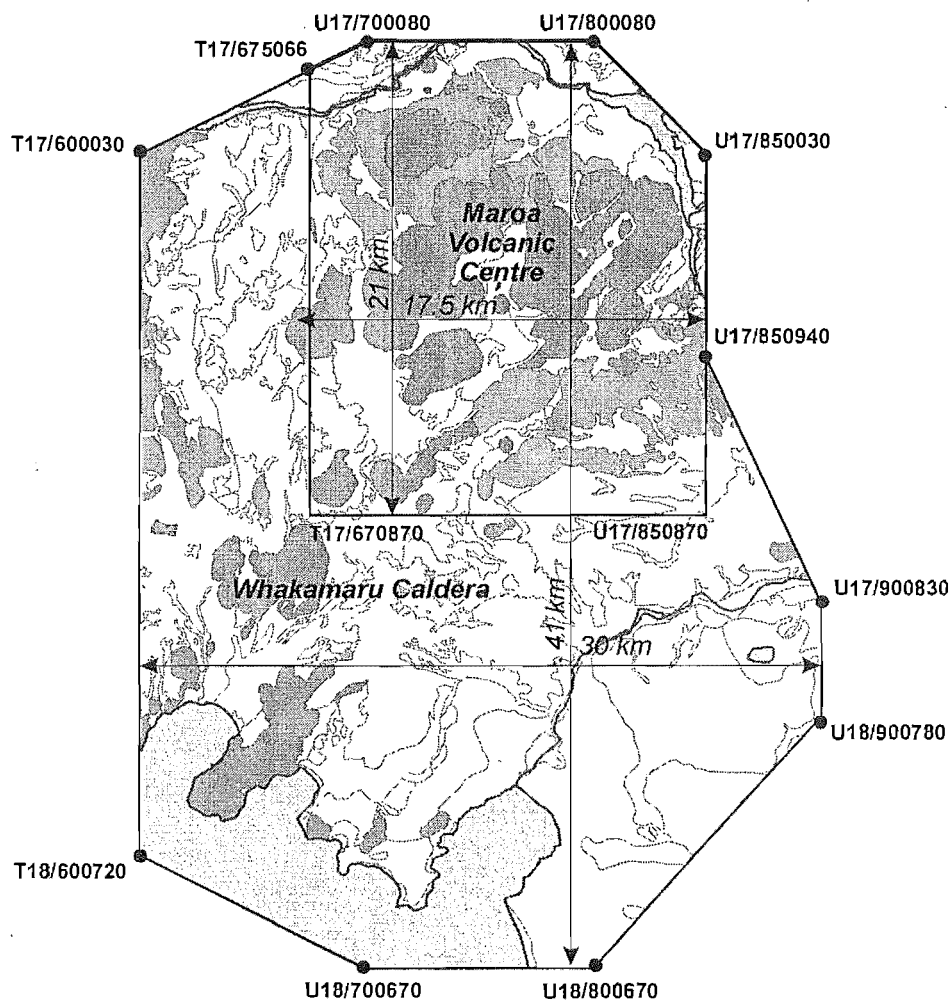 U17/700080
U17/800080
T17/675066
T17/600030
U17/850030
Maroa
Volcanic
Centre
21 km
17.5 km
U17/850940
T17/670870
U17/850870
Whakamaru Caldera
41 km
U17/900830
30 km
U18/900780
T18/600720
U18/700670
U18/800670